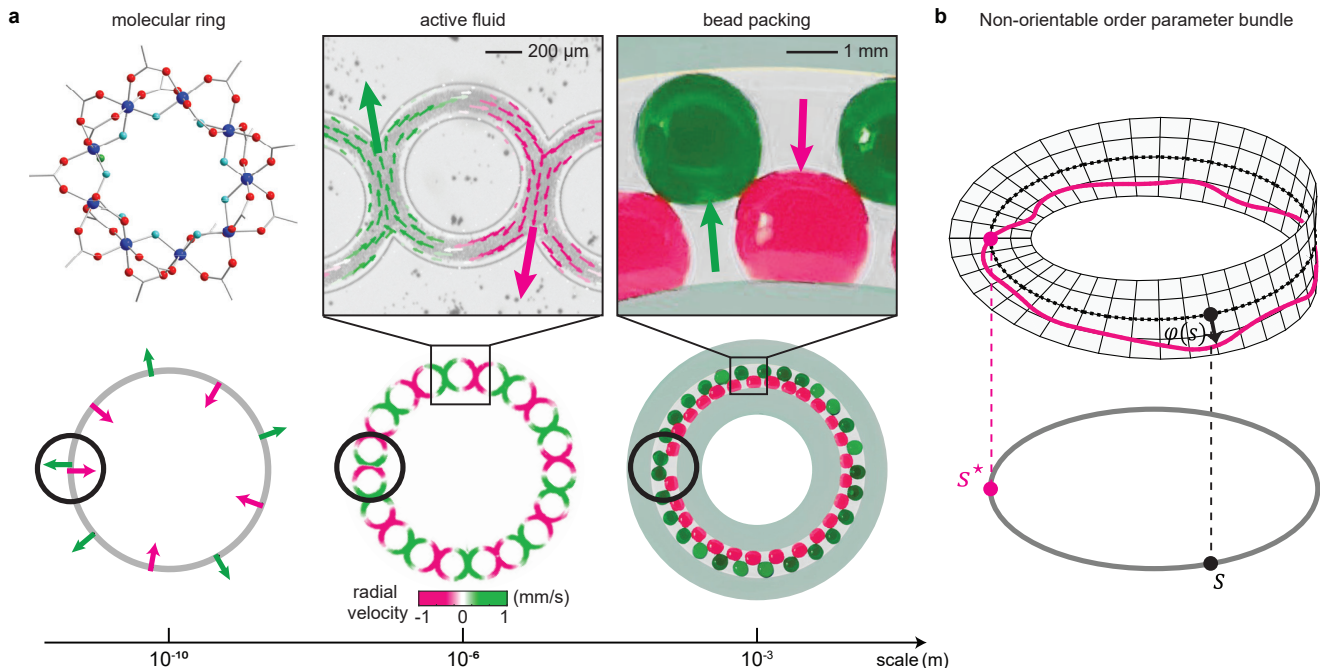 a
molecular ring
active fluid
bead packing
b
Non-orientable order parameter bundle
200 µm
1 mm
φ(s)
s⋆
s
radial
velocity
(mm/s)
-1 0 1
10⁻¹⁰
10⁻⁶
10⁻³
scale (m)